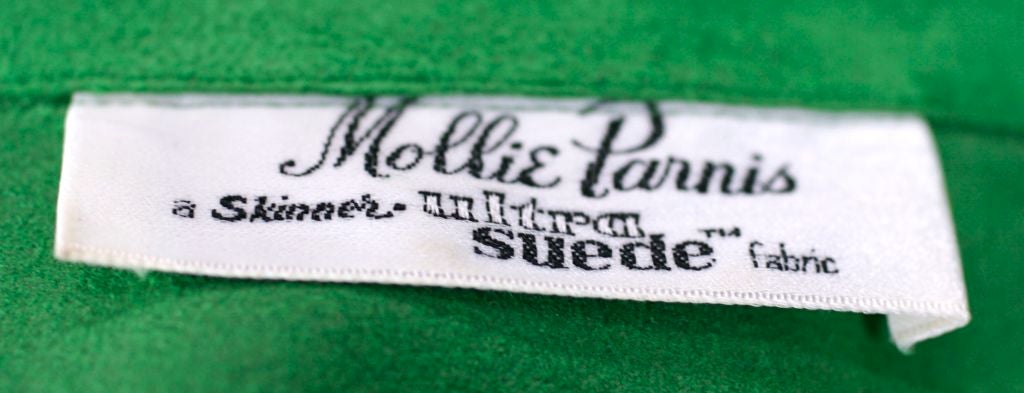 Mollie Parnis
a Skinner ultra
suede™ fabric